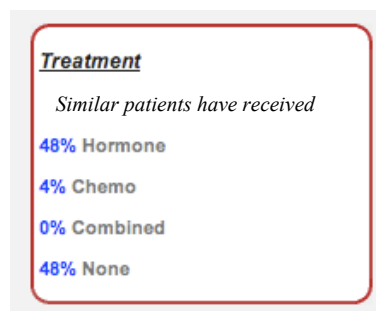 Treatment
Similar patients have received
48% Hormone
4% Chemo
0% Combined
48% None